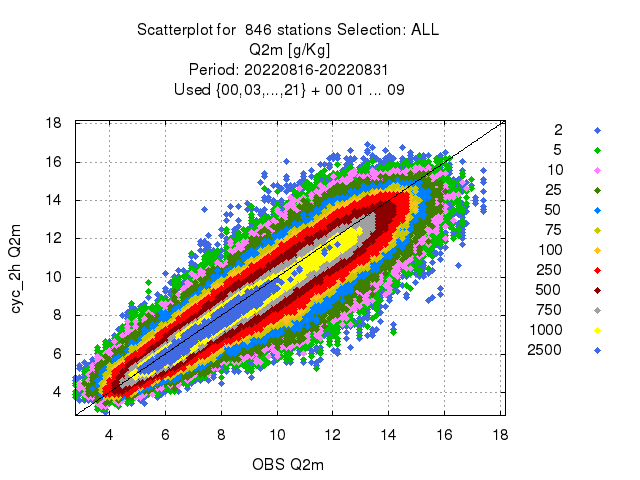 Scatterplot for 846 stations Selection: ALL
Q2m [g/Kg]
Period: 20220816-20220831
Used {00,03,...,21} + 00 01 ... 09
18
16
14
12
10
8
6
4
cyc_2h Q2m
4 6 8 10 12 14 16 18
OBS Q2m
2
5
10
25
50
75
100
250
500
750
1000
2500